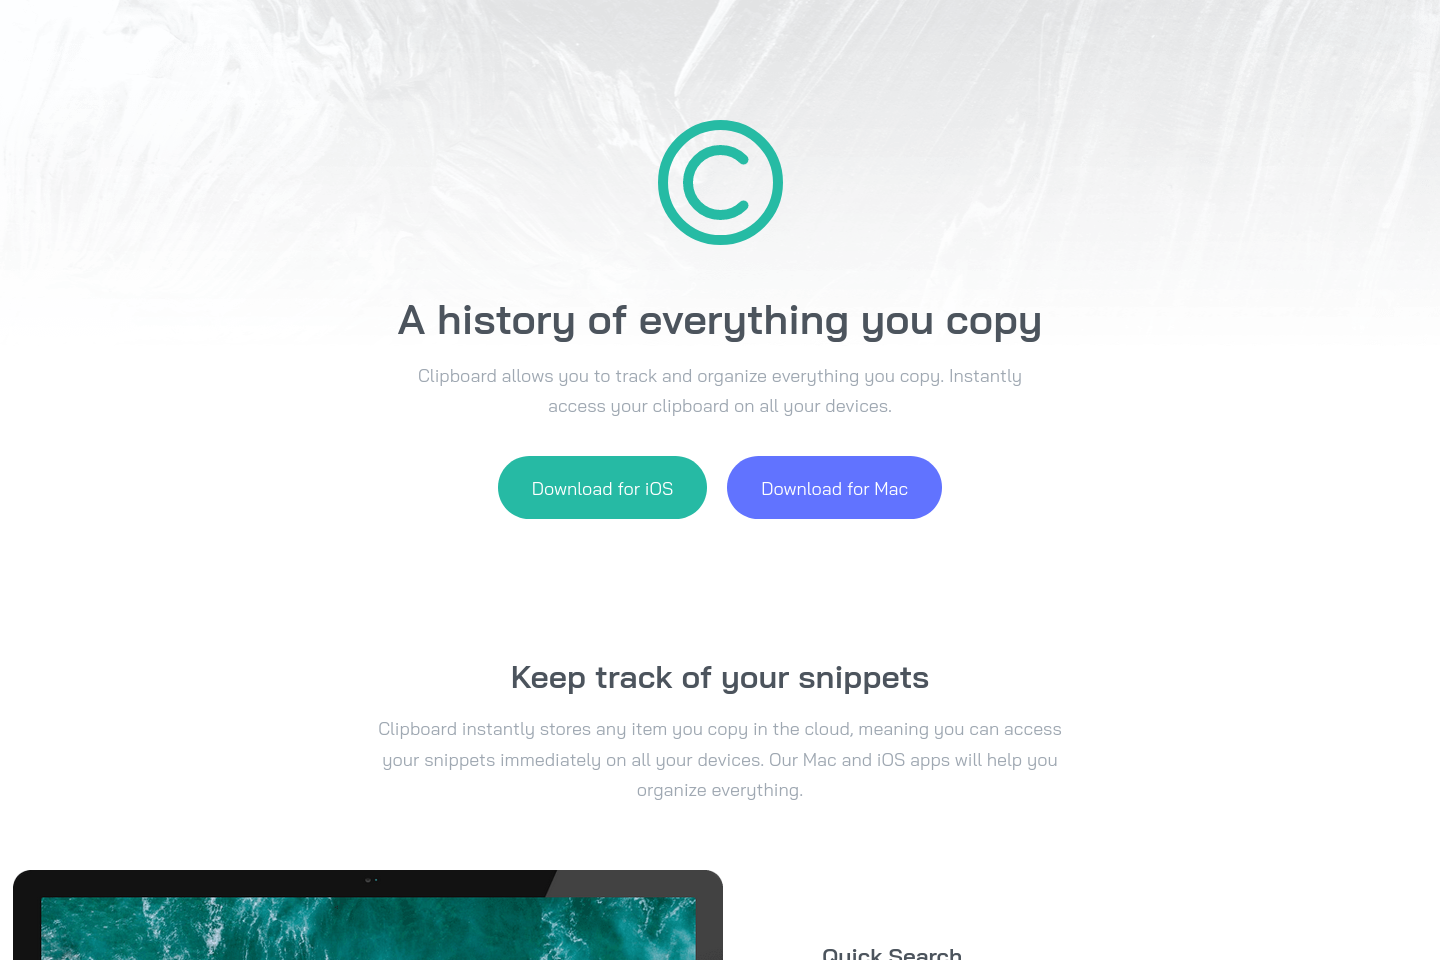 A history of everything you copy
Clipboard allows you to track and organize everything you copy. Instantly
access your clipboard on all your devices.
Download for iOS
Download for Mac
Keep track of your snippets
Clipboard instantly stores any item you copy in the cloud, meaning you can access
your snippets immediately on all your devices. Our Mac and iOS apps will help you
organize everything.
Quick Search